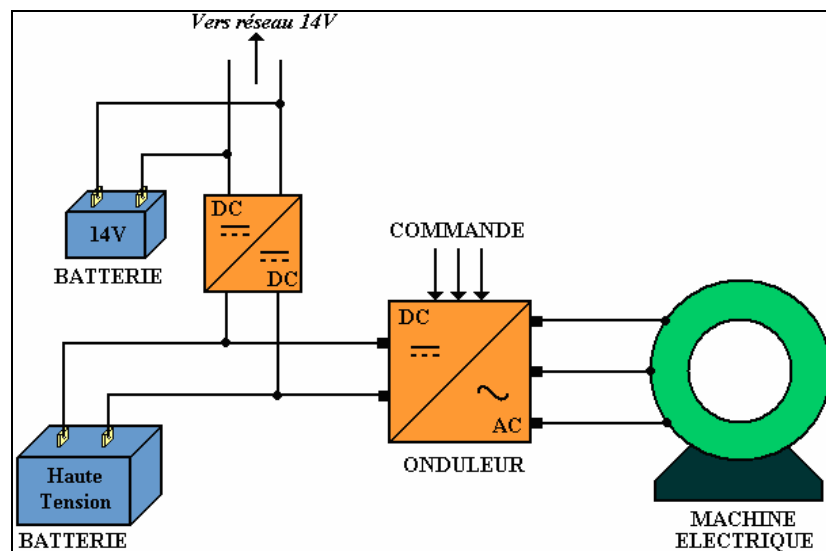 Vers réseau 14V
DC
DC
14V
BATTERIE
COMMANDE
DC
AC
ONDULEUR
Haute
Tension
BATTERIE
MACHINE
ELECTRIQUE